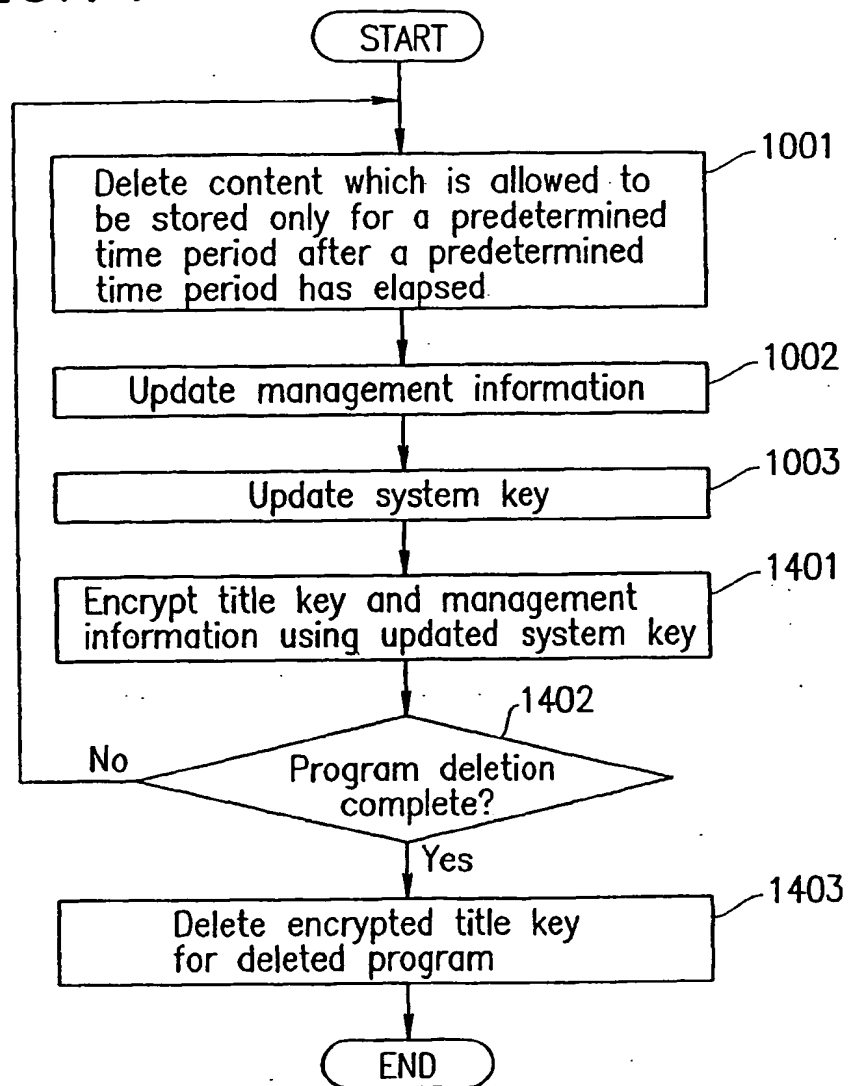 START
1001
Delete content which is allowed to
be stored only for a predetermined
time period after a predetermined
time period has elapsed
1002
Update management information
1003
Update system key
1401
Encrypt title key and management
information using updated system key
1402
No
Program deletion
complete?
Yes
1403
Delete encrypted title key
for deleted program
END